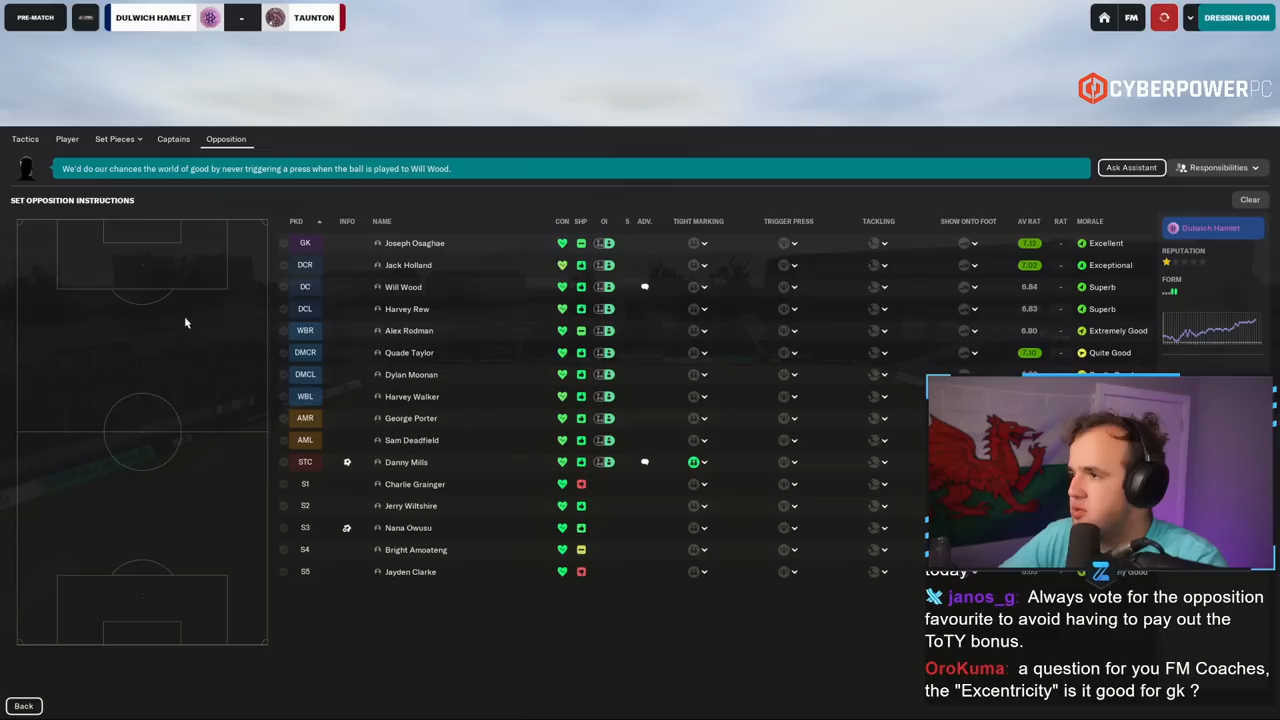 PRE-MATCH
DULWICH HAMLET - TAUNTON
FM
DRESSING ROOM
CYBERPOWERPC
Tactics Player Set Pieces Captains Opposition
We'd do our chances the world of good by never triggering a press when the ball is played to Will Wood.
Ask Assistant
Responsibilities
SET OPPOSITION INSTRUCTIONS
Clear
PKD INFO NAME CON SHP OI S ADV. TIGHT MARKING TRIGGER PRESS TACKLING SHOW ONTO FOOT AV RAT RAT MORALE
GK Joseph Osaghae 7.12 - Excellent
DCR Jack Holland 7.02 - Exceptional
DC Will Wood 6.84 - Superb
DCL Harvey Rew 6.83 - Superb
WBR Alex Rodman 6.80 - Extremely Good
DMCR Quade Taylor 7.10 - Quite Good
DMCL Dylan Moonan
WBL Harvey Walker
AMR George Porter
AML Sam Deadfield
STC Danny Mills
S1 Charlie Grainger
S2 Jerry Wiltshire
S3 Nana Owusu
S4 Bright Amoateng
S5 Jayden Clarke
Dulwich Hamlet
REPUTATION
FORM
today
janos_g: Always vote for the opposition
favourite to avoid having to pay out the
ToTY bonus.
OroKuma: a question for you FM Coaches,
the "Excentricity" is it good for gk ?
Back